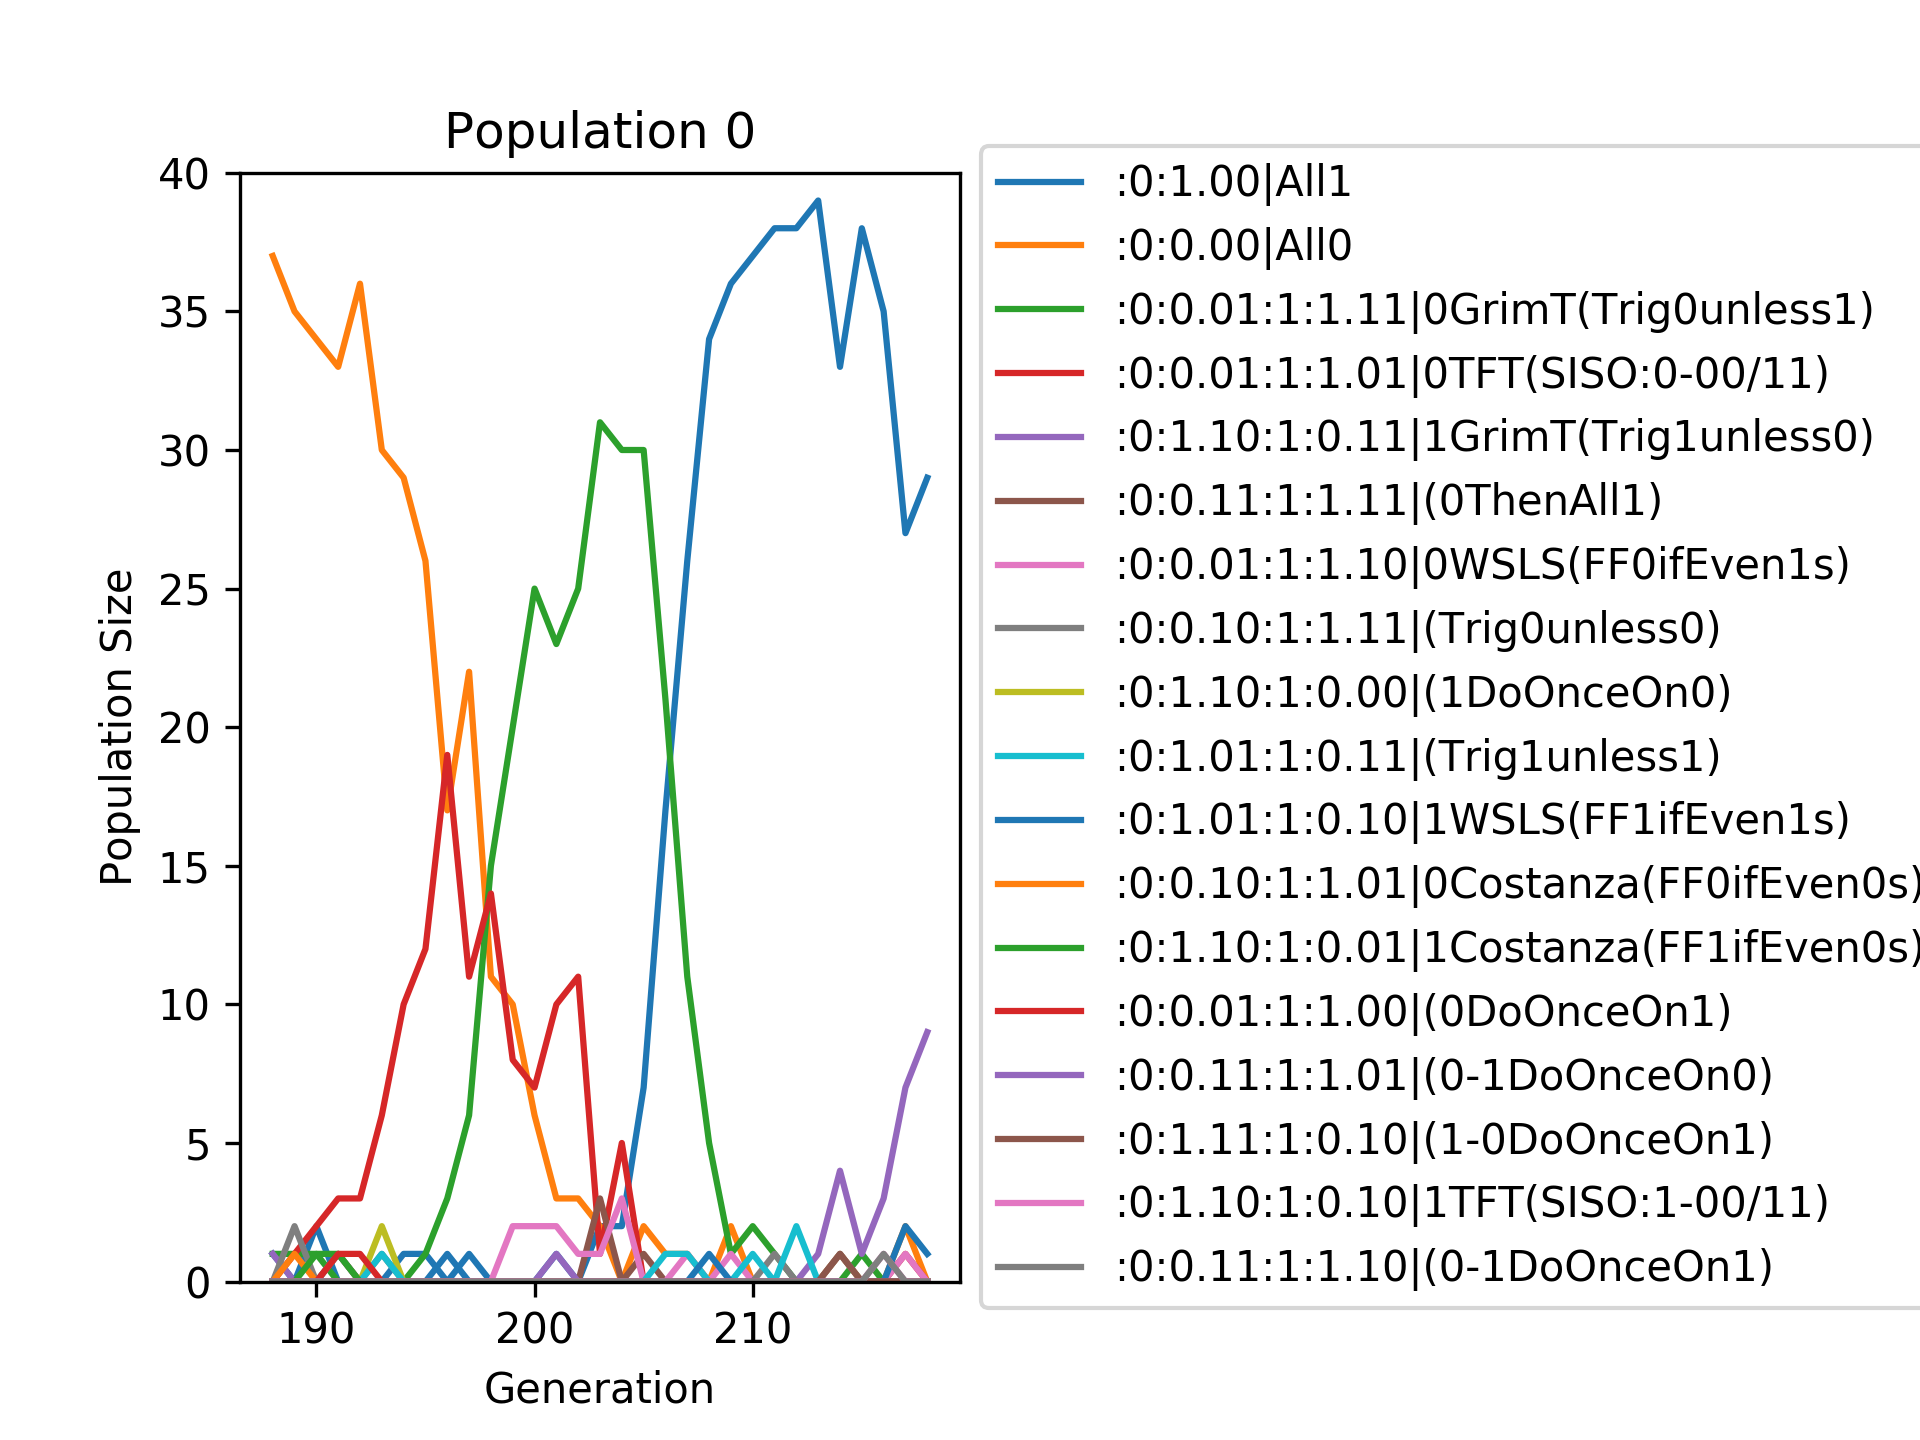 Population 0
40
35
30
25
20
15
10
5
0
Population Size
190 200 210
Generation
:0:1.00|All1
:0:0.00|All0
:0:0.01:1:1.11|0GrimT(Trig0unless1)
:0:0.01:1:1.01|0TFT(SISO:0-00/11)
:0:1.10:1:0.11|1GrimT(Trig1unless0)
:0:0.11:1:1.11|(0ThenAll1)
:0:0.01:1:1.10|0WSLS(FF0ifEven1s)
:0:0.10:1:1.11|(Trig0unless0)
:0:1.10:1:0.00|(1DoOnceOn0)
:0:1.01:1:0.11|(Trig1unless1)
:0:1.01:1:0.10|1WSLS(FF1ifEven1s)
:0:0.10:1:1.01|0Costanza(FF0ifEven0s)
:0:1.10:1:0.01|1Costanza(FF1ifEven0s)
:0:0.01:1:1.00|(0DoOnceOn1)
:0:0.11:1:1.01|(0-1DoOnceOn0)
:0:1.11:1:0.10|(1-0DoOnceOn1)
:0:1.10:1:0.10|1TFT(SISO:1-00/11)
:0:0.11:1:1.10|(0-1DoOnceOn1)